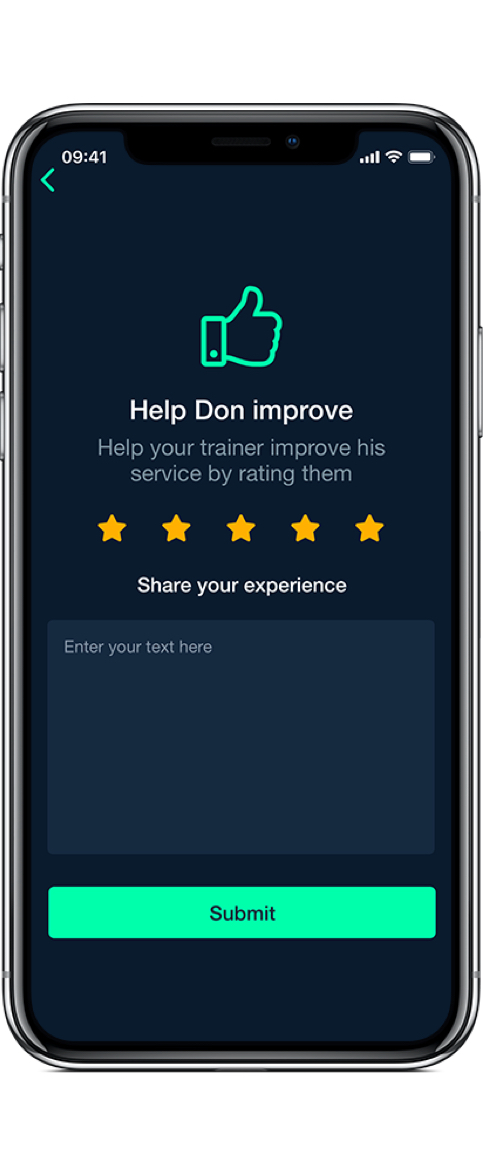 09:41
Help Don improve
Help your trainer improve his
service by rating them
Share your experience
Enter your text here
Submit